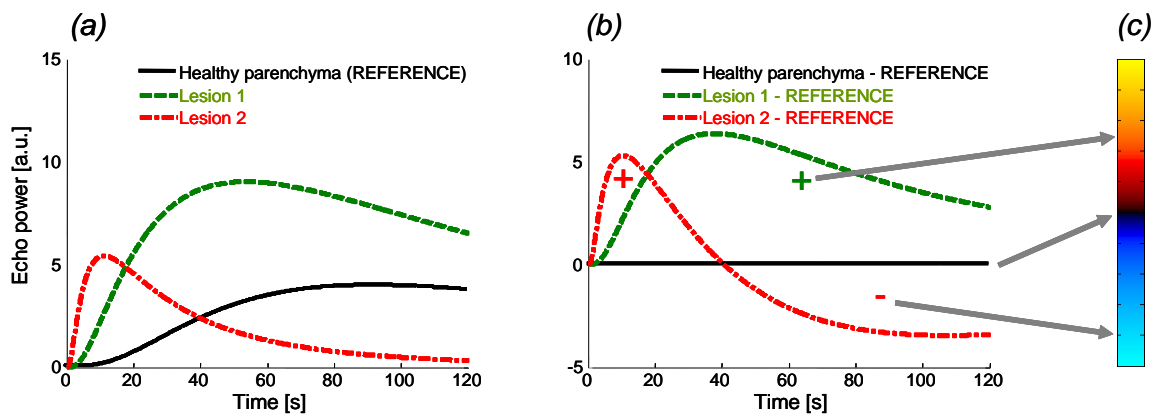 (a)
15
10
5
0
Echo power [a.u.]
Healthy parenchyma (REFERENCE)
Lesion 1
Lesion 2
0 20 40 60 80 100 120
Time [s]
(b)
10
5
0
-5
Healthy parenchyma - REFERENCE
Lesion 1 - REFERENCE
Lesion 2 - REFERENCE
+
+
-
0 20 40 60 80 100 120
Time [s]
(c)